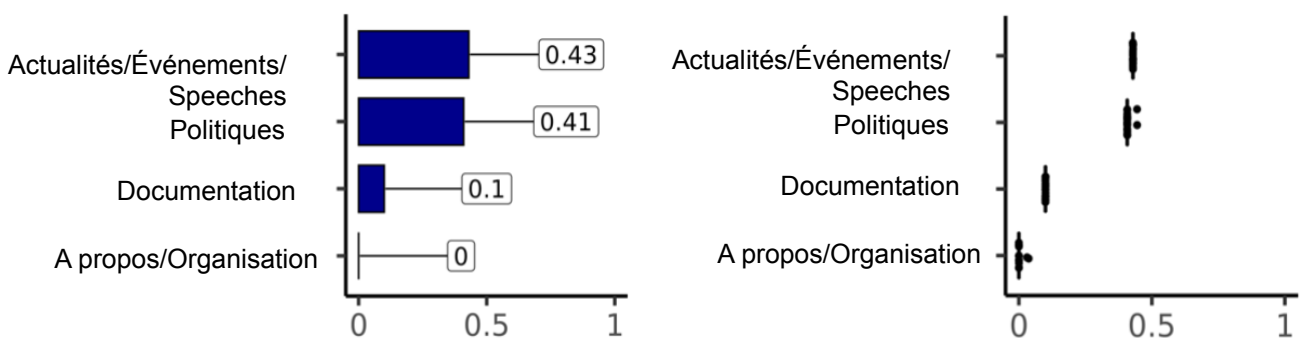 Actualités/Événements/
Speeches
Politiques
Documentation
A propos/Organisation
0.43
0.41
0.1
0
0
0.5
1
Actualités/Événements/
Speeches
Politiques
Documentation
A propos/Organisation
0
0.5
1